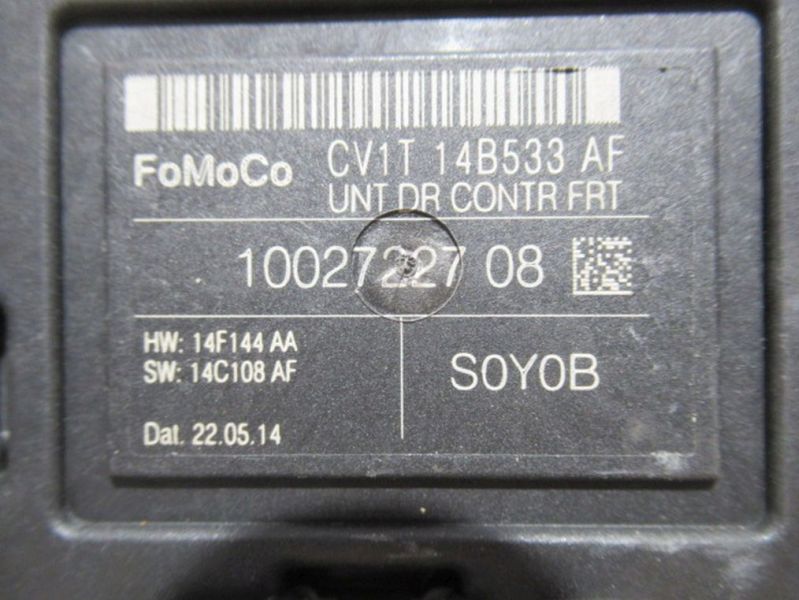 FoMoCo CV1T 14B533 AF
UNT DR CONTR FRT
10027227 08
HW: 14F144 AA
SW: 14C108 AF
S0Y0B
Dat. 22.05.14